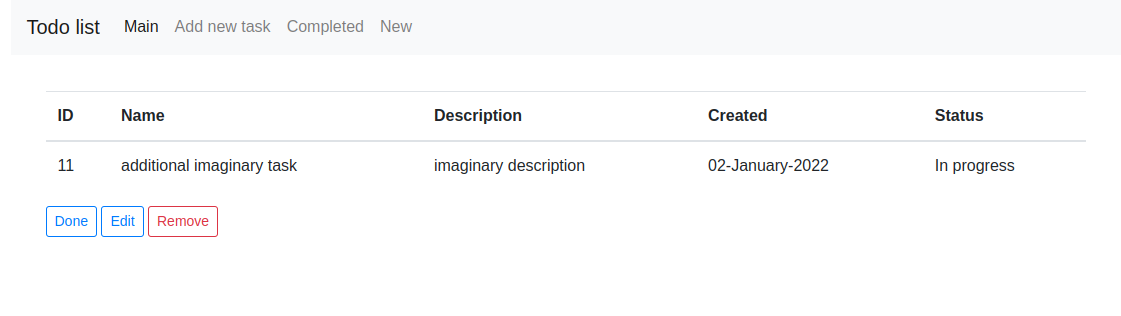 Todo list Main Add new task Completed New
ID Name Description Created Status
11 additional imaginary task imaginary description 02-January-2022 In progress
Done Edit Remove